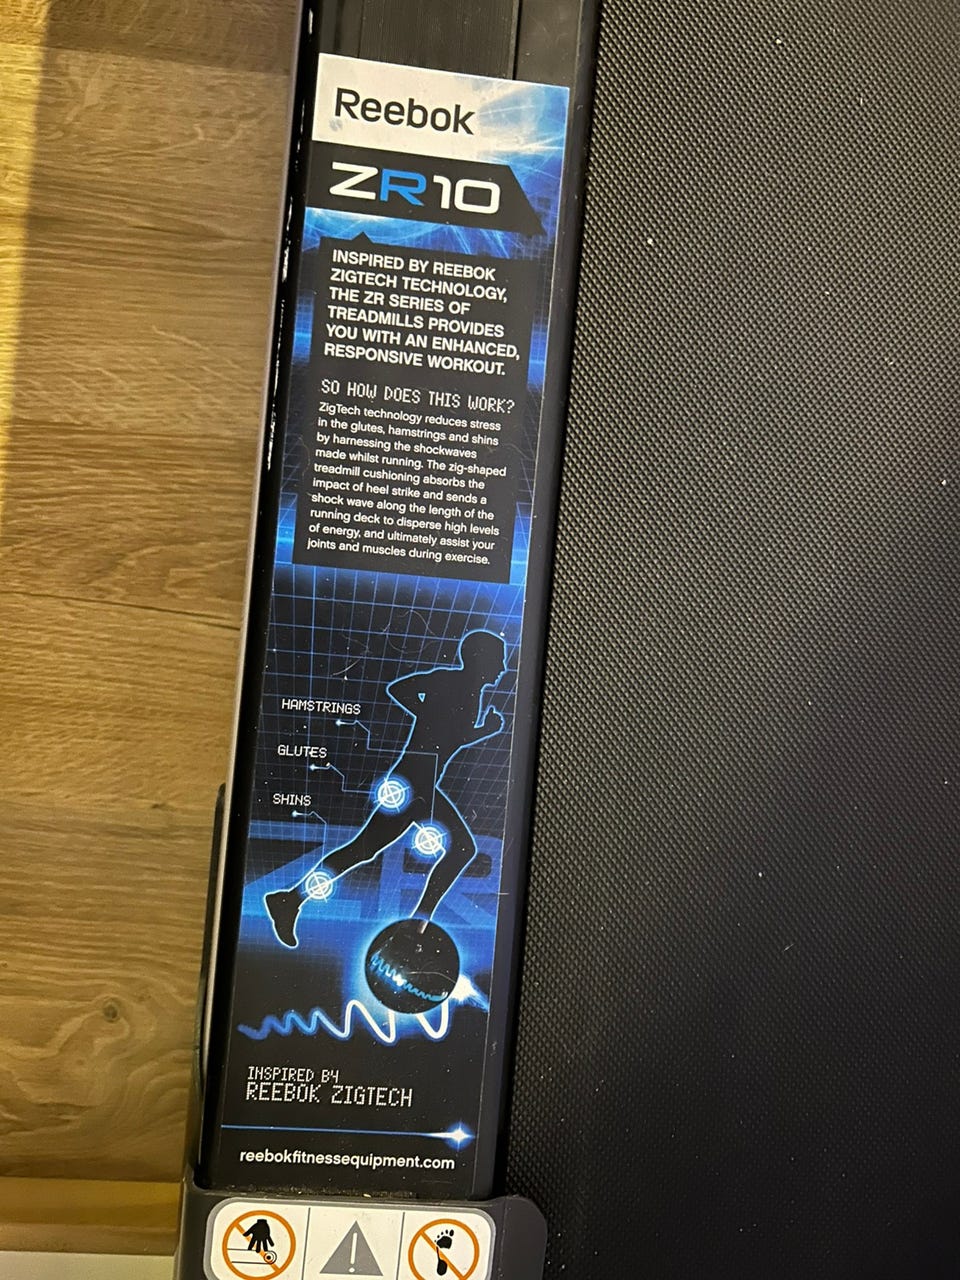 Reebok
ZR10
INSPIRED BY REEBOK
ZIGTECH TECHNOLOGY,
THE ZR SERIES OF
TREADMILLS PROVIDES
YOU WITH AN ENHANCED,
RESPONSIVE WORKOUT.
SO HOW DOES THIS WORK?
ZigTech technology reduces stress
in the glutes, hamstrings and shins
by harnessing the shockwaves
made whilst running. The zig-shaped
treadmill cushioning absorbs the
impact of heel strike and sends a
shock wave along the length of the
running deck to disperse high levels
of energy, and ultimately assist your
joints and muscles during exercise.
HAMSTRINGS
GLUTES
SHINS
INSPIRED BY
REEBOK ZIGTECH
reebokfitnessequipment.com